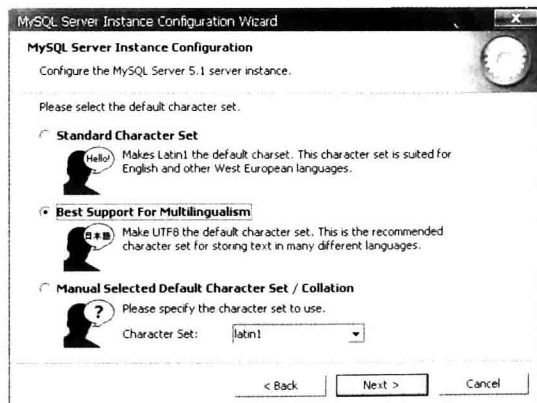 MySQL Server Instance Configuration Wizard
X
MySQL Server Instance Configuration
Configure the MySQL Server 5.1 server instance.
Please select the default character set.
Standard Character Set
Hello!
Makes Latin1 the default charset. This character set is suited for
English and other West European languages.
Best Support For Multilingualism
日本語
Make UTF8 the default character set. This is the recommended
character set for storing text in many different languages.
Manual Selected Default Character Set / Collation
?
Please specify the character set to use.
Character Set:
latin1
< Back
Next >
Cancel